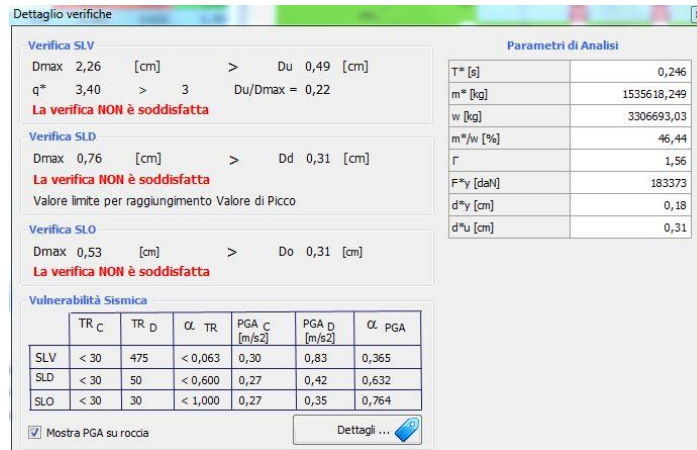 Dettaglio verifiche
Verifica SLV
Dmax 2,26 [cm] > Du 0,49 [cm]
q* 3,40 > 3 Du/Dmax = 0,22
La verifica NON è soddisfatta
Verifica SLD
Dmax 0,76 [cm] > Dd 0,31 [cm]
La verifica NON è soddisfatta
Valore limite per raggiungimento Valore di Picco
Verifica SLO
Dmax 0,53 [cm] > Do 0,31 [cm]
La verifica NON è soddisfatta
Vulnerabilità Sismica
TR C TR D α TR PGA C [m/s2] PGA D [m/s2] α PGA
SLV < 30 475 < 0,063 0,30 0,83 0,365
SLD < 30 50 < 0,600 0,27 0,42 0,632
SLO < 30 30 < 1,000 0,27 0,35 0,764
Mostra PGA su roccia
Dettagli ...
Parametri di Analisi
T* [s] 0,246
m* [kg] 1535618,249
w [kg] 3306693,03
m*/w [%] 46,44
Γ 1,56
F*y [daN] 183373
d*y [cm] 0,18
d*u [cm] 0,31